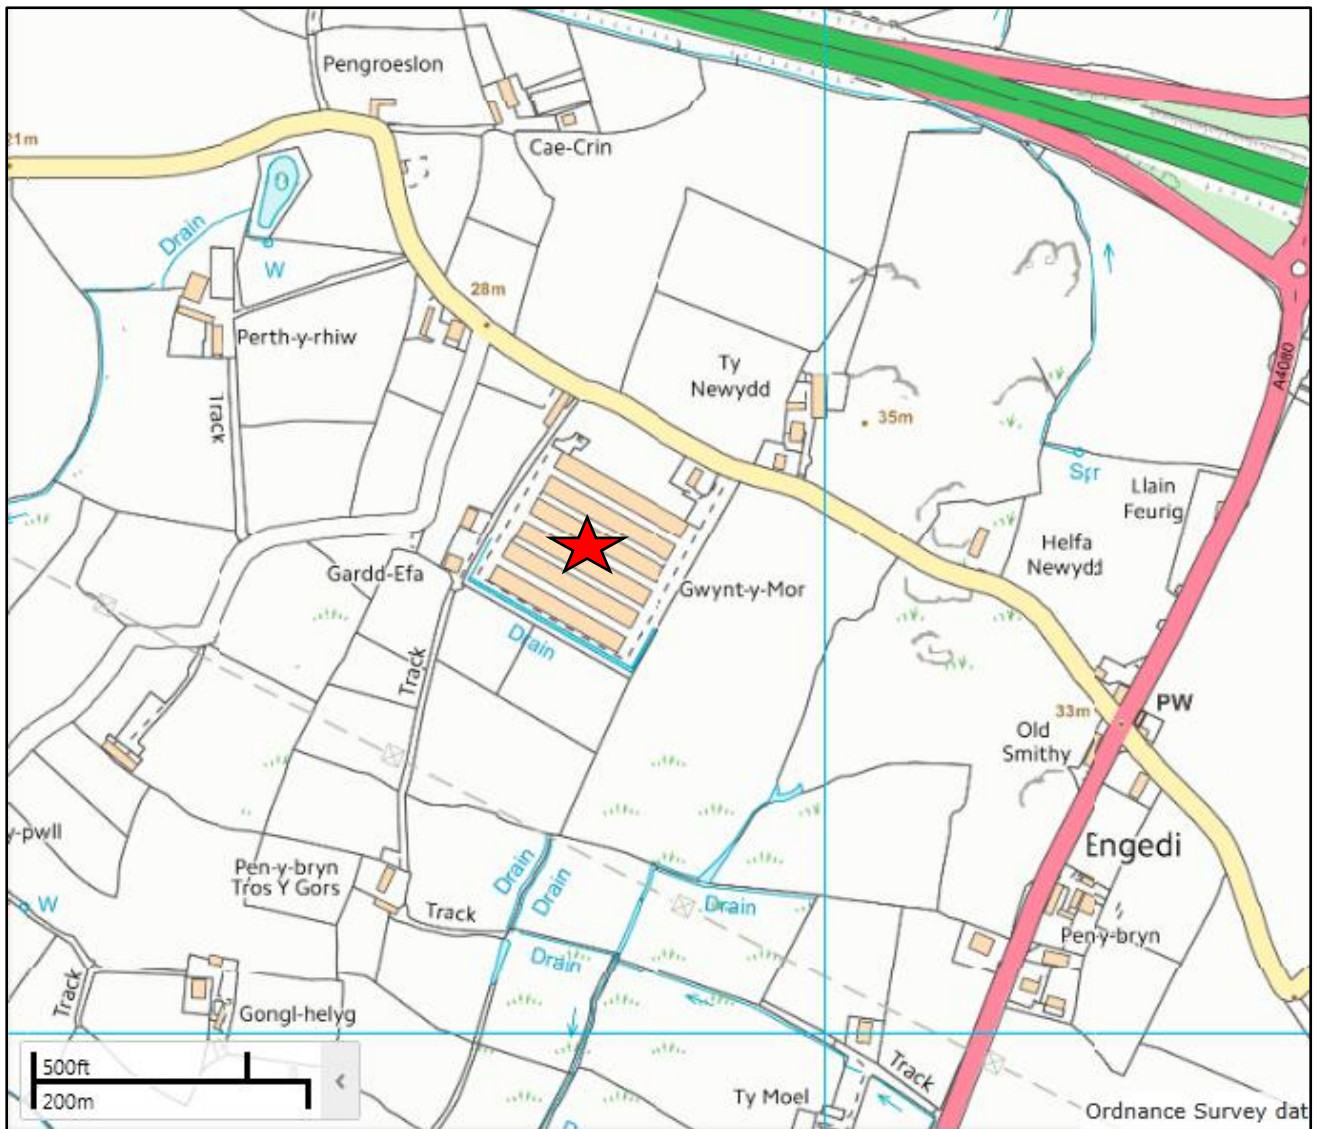 Pengroeslon
21m
Cae-Crin
Drain
W
28m
Perth-y-rhiw
Track
Ty
Newydd
35m
A4080
Spr
Llain
Feurig
Helfa
Newydd
Gardd-Efa
Gwynt-y-Mor
Drain
Track
33m
PW
Old
Smithy
Engedi
y-pwll
Pen-y-bryn
Tros Y Gors
Drain
Drain
Drain
W
Track
Pen-y-bryn
Drain
Track
Gongl-helyg
500ft
200m
Track
Ty Moel
Ordnance Survey dat